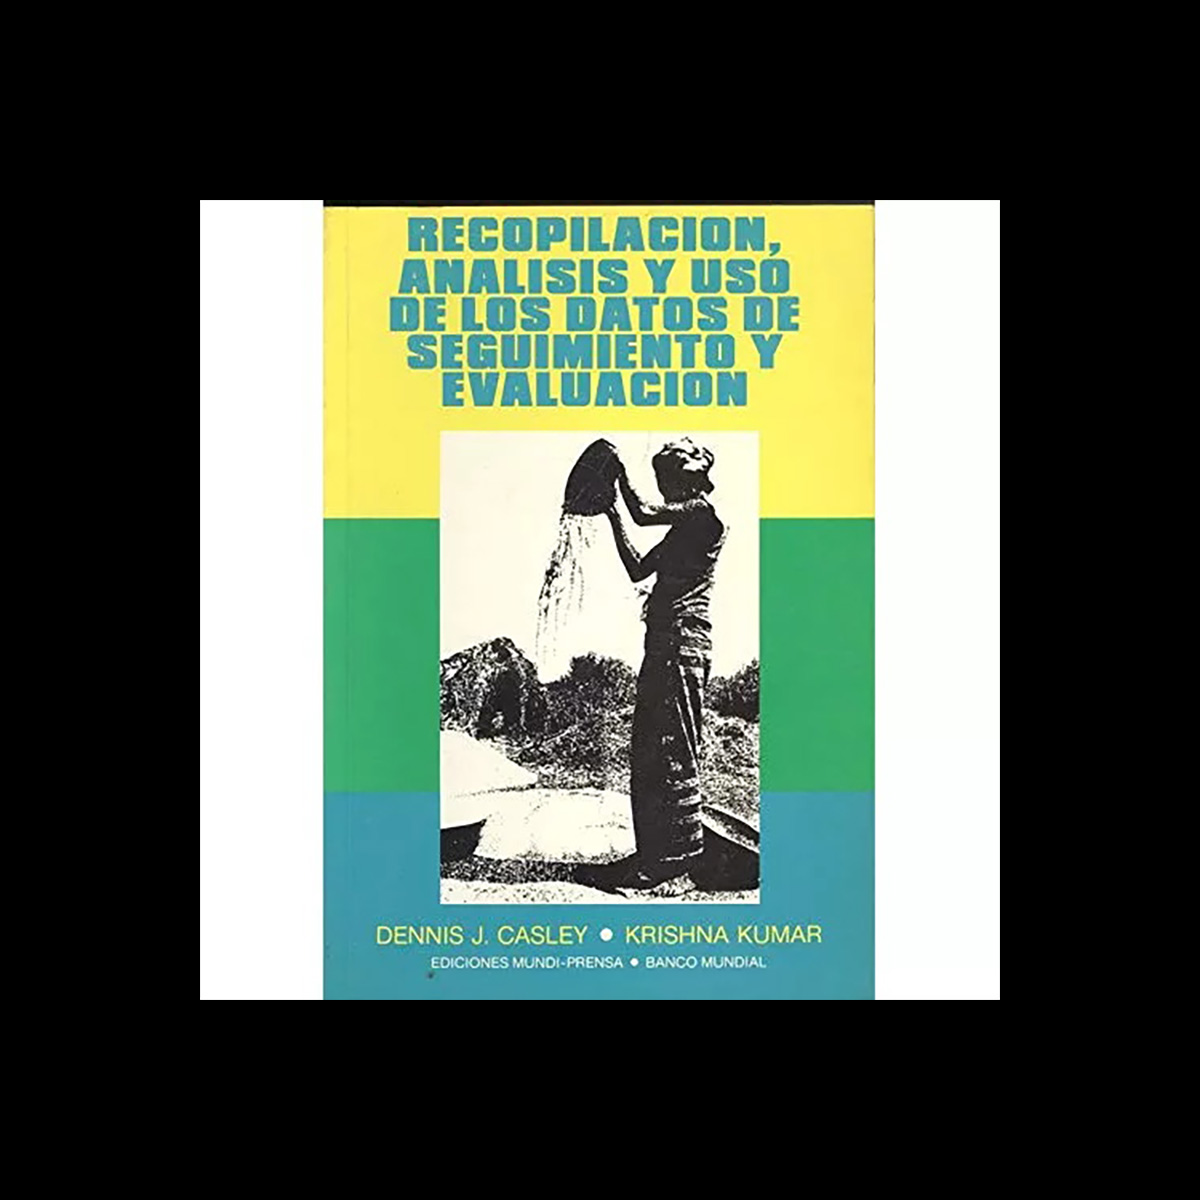 RECOPILACION,
ANALISIS Y USO
DE LOS DATOS DE
SEGUIMIENTO Y
EVALUACION
DENNIS J. CASLEY • KRISHNA KUMAR
EDICIONES MUNDI-PRENSA • BANCO MUNDIAL